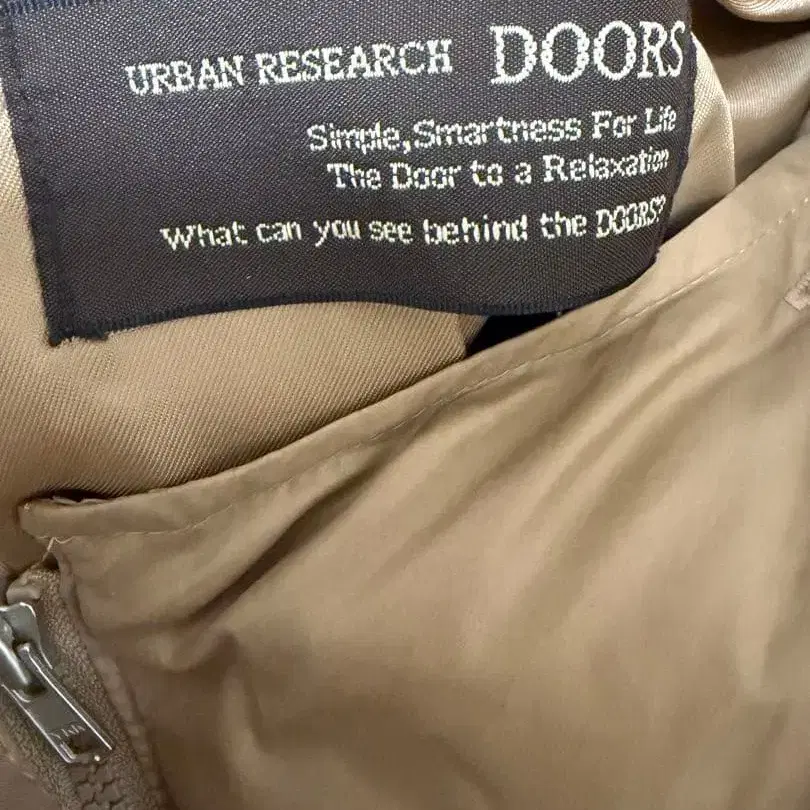 URBAN RESEARCH DOORS
Simple,Smartness For Life
The Door to a Relaxation
What can you see behind the DOORS?